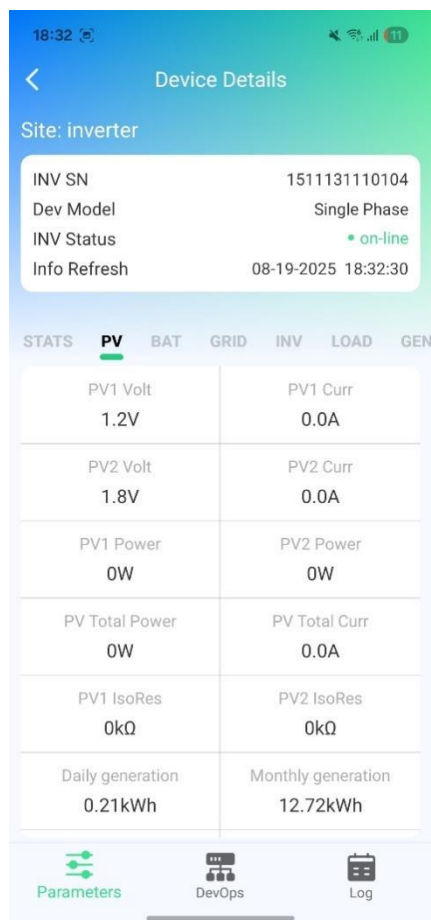 18:32
11
Device Details
Site: inverter
INV SN 1511131110104
Dev Model Single Phase
INV Status • on-line
Info Refresh 08-19-2025 18:32:30
STATS PV BAT GRID INV LOAD GEN
PV1 Volt PV1 Curr
1.2V 0.0A
PV2 Volt PV2 Curr
1.8V 0.0A
PV1 Power PV2 Power
0W 0W
PV Total Power PV Total Curr
0W 0.0A
PV1 IsoRes PV2 IsoRes
0kΩ 0kΩ
Daily generation Monthly generation
0.21kWh 12.72kWh
Parameters DevOps Log